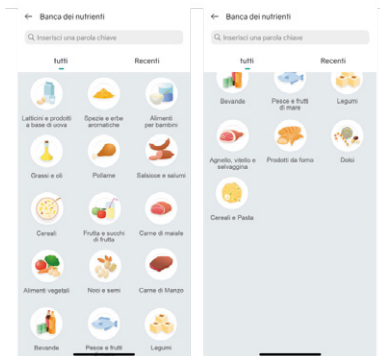 ← Banca dei nutrienti
Inserisci una parola chiave
tutti Recenti
Latticini e prodotti
a base di uova
Spezie e erbe
aromatiche
Alimenti
per bambini
Grassi e oli
Pollame
Salsicce e salumi
Cereali
Frutta e succhi
di frutta
Carne di maiale
Alimenti vegetali
Noci e semi
Carne di Manzo
Bevande
Pesce e frutti
Legumi
← Banca dei nutrienti
Inserisci una parola chiave
tutti Recenti
Bevande
Pesce e frutti
di mare
Legumi
Agnello, vitello e
selvaggina
Prodotti da forno
Dolci
Cereali e Pasta